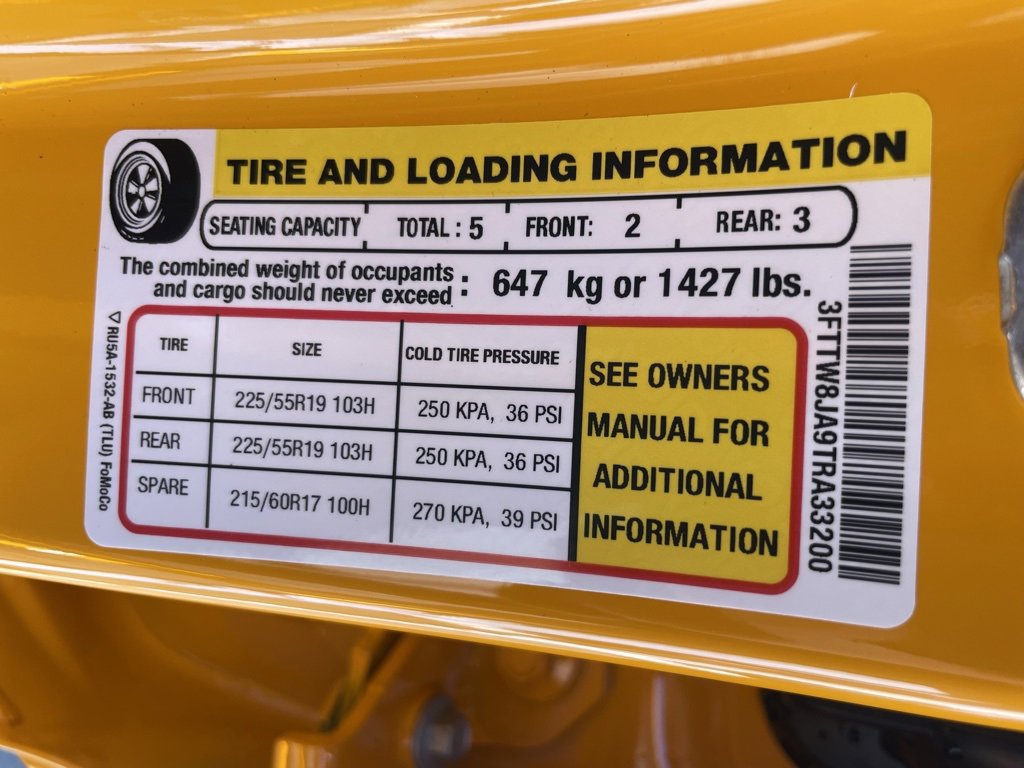 TIRE AND LOADING INFORMATION
SEATING CAPACITY TOTAL : 5 FRONT: 2 REAR: 3
The combined weight of occupants
and cargo should never exceed : 647 kg or 1427 lbs.
TIRE SIZE COLD TIRE PRESSURE
FRONT 225/55R19 103H 250 KPA, 36 PSI
REAR 225/55R19 103H 250 KPA, 36 PSI
SPARE 215/60R17 100H 270 KPA, 39 PSI
SEE OWNERS
MANUAL FOR
ADDITIONAL
INFORMATION
3FTTW8JA9TRA33200
RU5A-1532-AB (TLU) FoMoCo